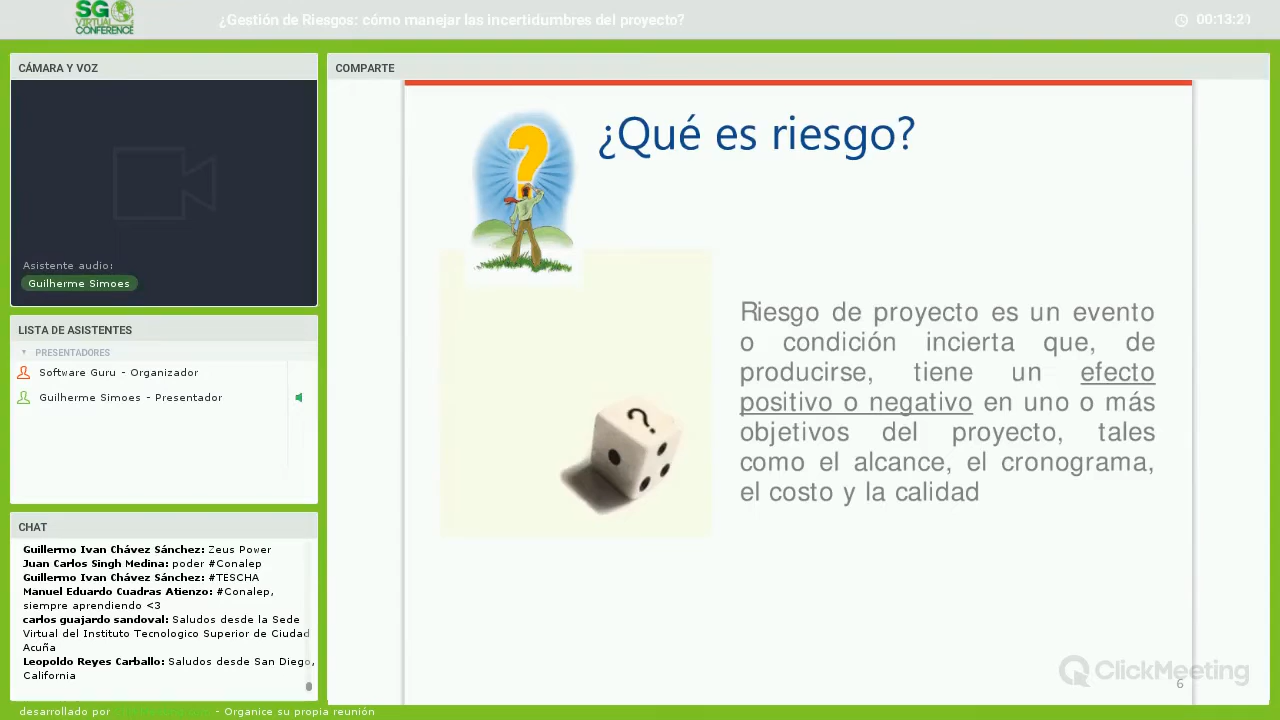 SG
VIRTUAL
CONFERENCE
¿Gestión de Riesgos: cómo manejar las incertidumbres del proyecto?
CÁMARA Y VOZ
Asistente audio:
Guilherme Simoes
LISTA DE ASISTENTES
PRESENTADORES
Software Guru - Organizador
Guilherme Simoes - Presentador
CHAT
Guillermo Ivan Chávez Sánchez: Zeus Power
Juan Carlos Singh Medina: poder #Conalep
Guillermo Ivan Chávez Sánchez: #TESCHA
Manuel Eduardo Cuadras Atienzo: #Conalep,
siempre aprendiendo <3
carlos guajardo sandoval: Saludos desde la Sede
Virtual del Instituto Tecnologico Superior de Ciudad
Acuña
Leopoldo Reyes Carballo: Saludos desde San Diego,
California
desarrollado por - Organice su propia reunión
COMPARTE
¿Qué es riesgo?
?
?
Riesgo de proyecto es un evento
o condición incierta que, de
producirse, tiene un efecto
positivo o negativo en uno o más
objetivos del proyecto, tales
como el alcance, el cronograma,
el costo y la calidad
ClickMeeting
6